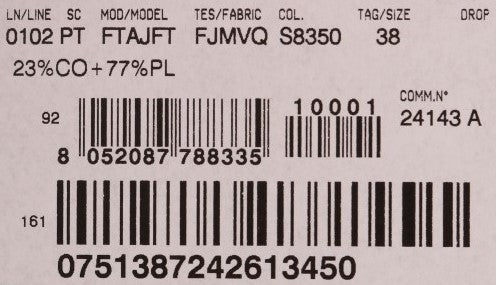 LN/LINE SC MOD/MODEL TES/FABRIC COL. TAG/SIZE DROP
0102 PT FTAJFT FJMVQ S8350 38
23%CO+77%PL
COMM.N°
92 10001 24143 A
8 052087 788335
161
0751387242613450